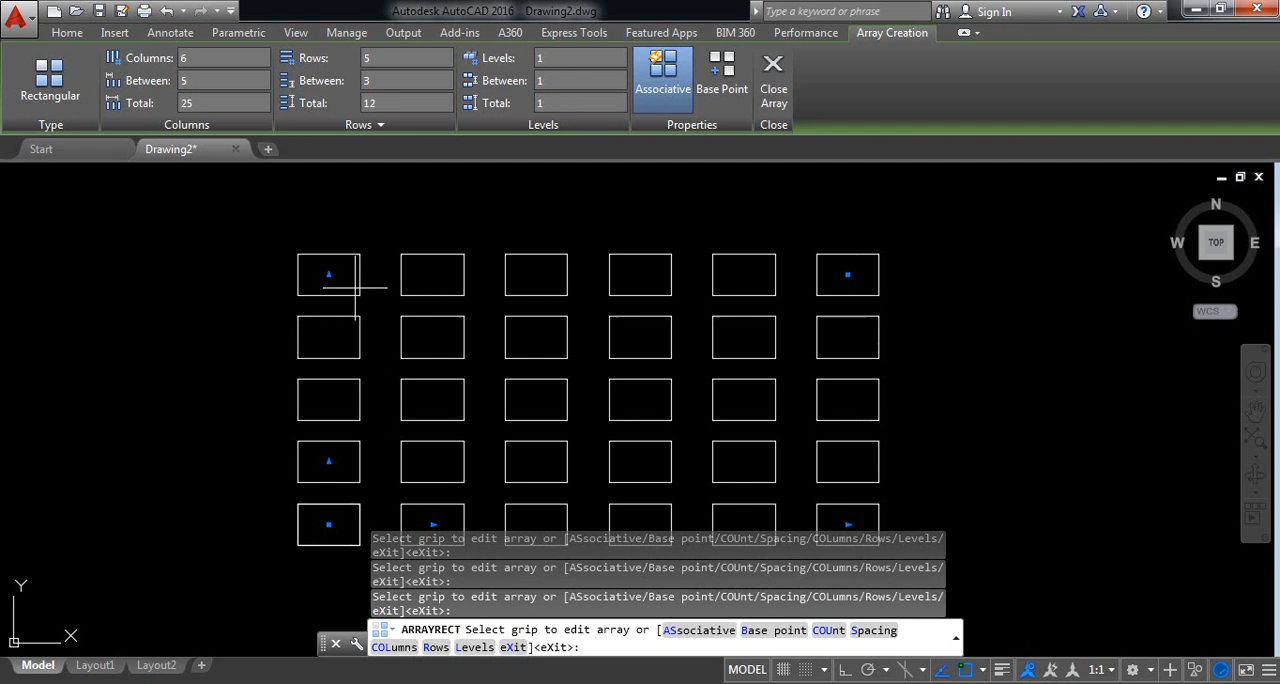 Autodesk AutoCAD 2016 Drawing2.dwg
Type a keyword or phrase
Sign In
Home Insert Annotate Parametric View Manage Output Add-ins A360 Express Tools Featured Apps BIM 360 Performance Array Creation
Columns: 6 Rows: 5 Levels: 1
Between: 5 Between: 3 Between: 1
Total: 25 Total: 12 Total: 1
Rectangular
Associative Base Point Close
Array
Type Columns Rows Levels Properties Close
Start Drawing2*
N
W TOP E
S
WCS
Select grip to edit array or [ASsociative/Base point/COUnt/Spacing/COLumns/Rows/Levels/
eXit]<eXit>:
Select grip to edit array or [ASsociative/Base point/COUnt/Spacing/COLumns/Rows/Levels/
eXit]<eXit>:
Select grip to edit array or [ASsociative/Base point/COUnt/Spacing/COLumns/Rows/Levels/
eXit]<eXit>:
ARRAYRECT Select grip to edit array or [ASsociative Base point COUnt Spacing
COLumns Rows Levels eXit]<eXit>:
Y
X
Model Layout1 Layout2
MODEL 1:1